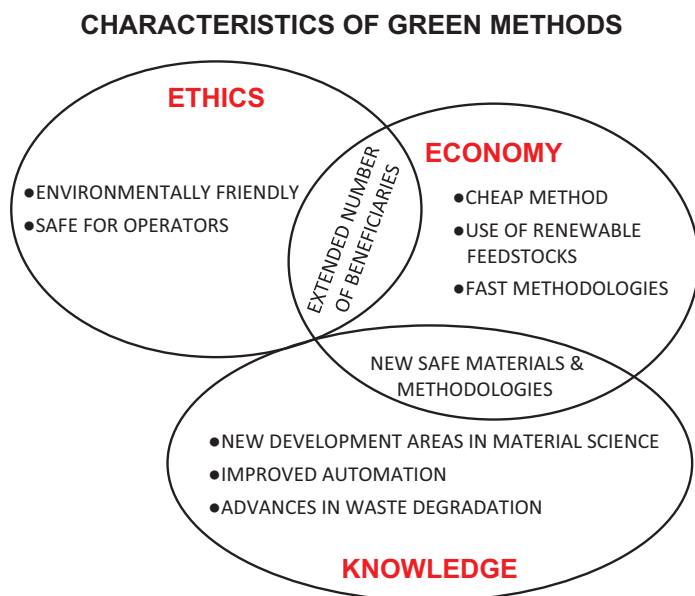 CHARACTERISTICS OF GREEN METHODS
ETHICS
●ENVIRONMENTALLY FRIENDLY
●SAFE FOR OPERATORS
EXTENDED NUMBER
OF BENEFICIARIES
ECONOMY
●CHEAP METHOD
●USE OF RENEWABLE
FEEDSTOCKS
●FAST METHODOLOGIES
NEW SAFE MATERIALS &
METHODOLOGIES
●NEW DEVELOPMENT AREAS IN MATERIAL SCIENCE
●IMPROVED AUTOMATION
●ADVANCES IN WASTE DEGRADATION
KNOWLEDGE